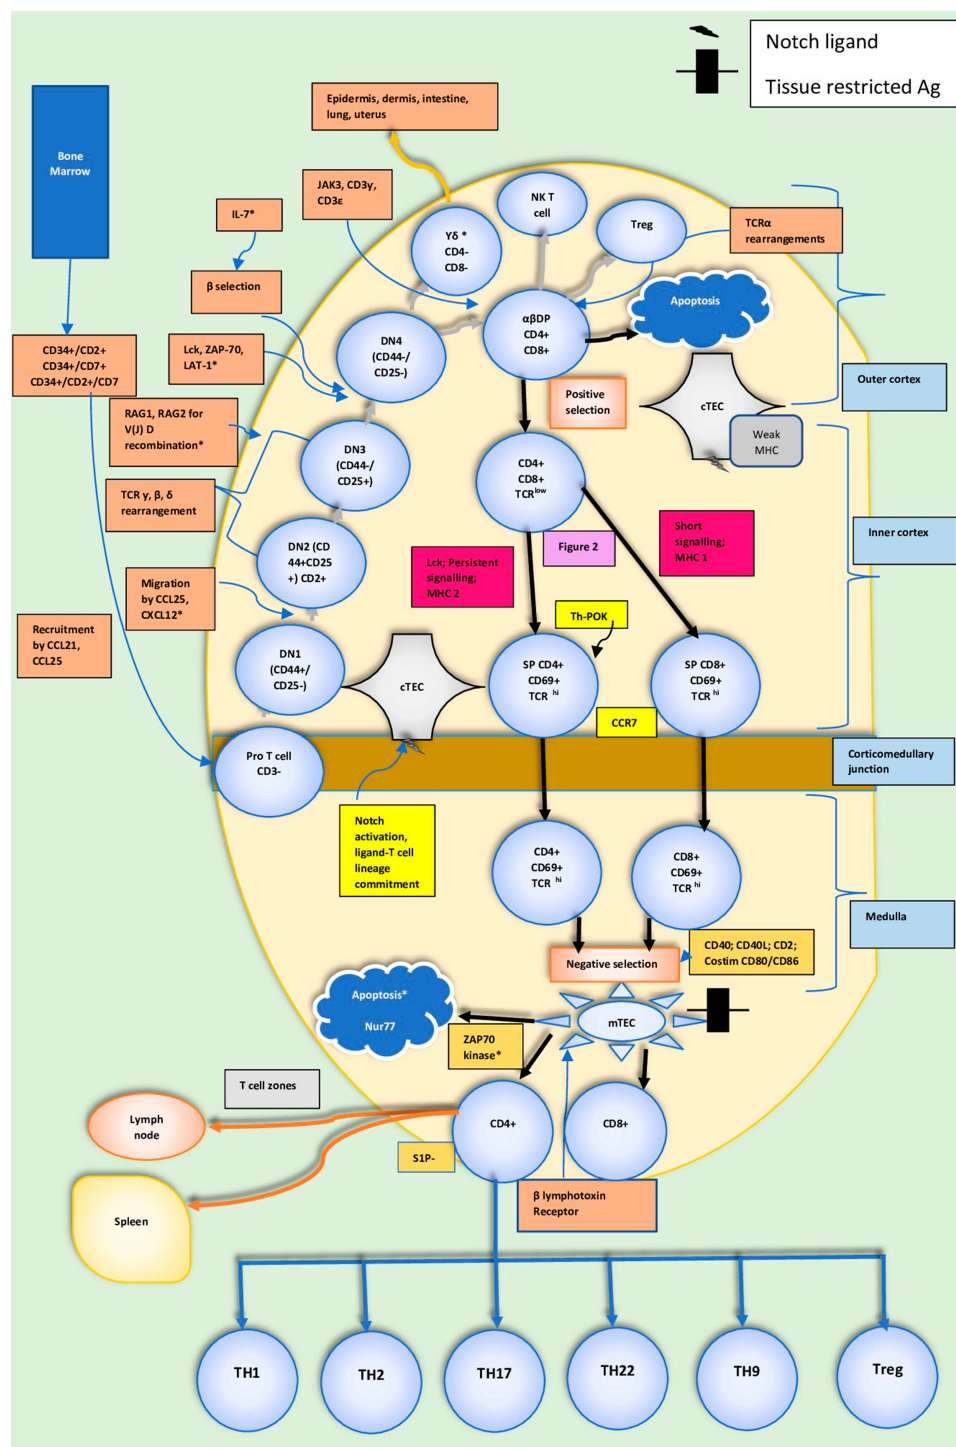 Notch ligand
Tissue restricted Ag
Bone
Marrow
Epidermis, dermis, intestine,
lung, uterus
JAK3, CD3γ,
CD3ε
NK T
cell
IL-7*
Treg
TCRα
rearrangements
Yδ *
CD4-
CD8-
β selection
Apoptosis
αβDP
CD4+
CD8+
DN4
(CD44-/
CD25-)
CD34+/CD2+
CD34+/CD7+
CD34+/CD2+/CD7
Lck, ZAP-70,
LAT-1*
Outer cortex
Positive
selection
cTEC
RAG1, RAG2 for
V(J) D
recombination*
Weak
MHC
DN3
(CD44-/
CD25+)
CD4+
CD8+
TCRlow
TCR γ, β, δ
rearrangement
Short
signalling;
MHC 1
Inner cortex
Figure 2
DN2 (CD
44+CD25
+) CD2+
Lck; Persistent
signalling;
MHC 2
Migration
by CCL25,
CXCL12*
Th-POK
Recruitment
by CCL21,
CCL25
DN1
(CD44+/
CD25-)
cTEC
SP CD4+
CD69+
TCR hi
SP CD8+
CD69+
TCR hi
CCR7
Pro T cell
CD3-
Corticomedullary
junction
Notch
activation,
ligand-T cell
lineage
commitment
CD4+
CD69+
TCR hi
CD8+
CD69+
TCR hi
Medulla
CD40; CD40L; CD2;
Costim CD80/CD86
Negative selection
Apoptosis*
Nur77
mTEC
ZAP70
kinase*
T cell zones
Lymph
node
CD4+
CD8+
S1P-
β lymphotoxin
Receptor
Spleen
TH1
TH2
TH17
TH22
TH9
Treg